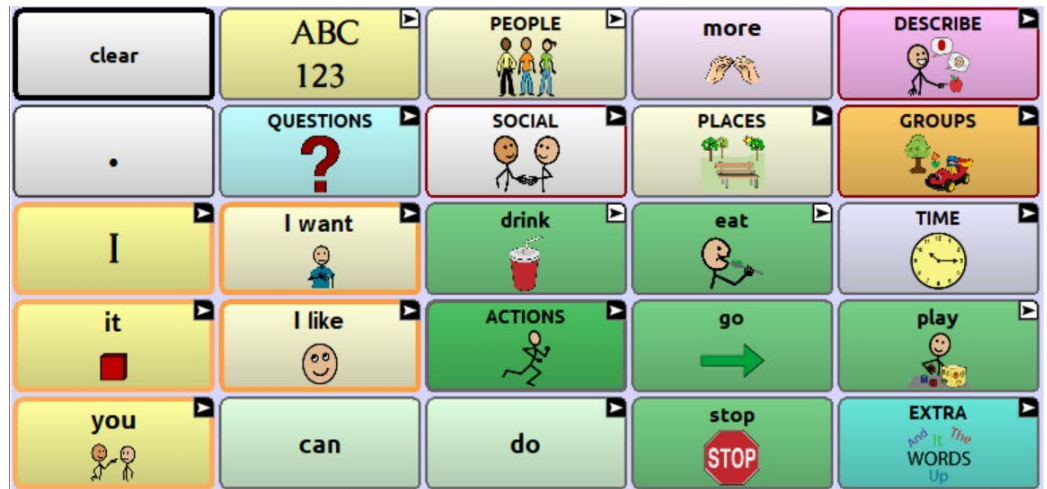 clear
ABC
123
PEOPLE
more
DESCRIBE
.
QUESTIONS
?
SOCIAL
PLACES
GROUPS
I
I want
drink
eat
TIME
it
I like
ACTIONS
go
play
you
can
do
stop
STOP
EXTRA
And It The
WORDS
Up